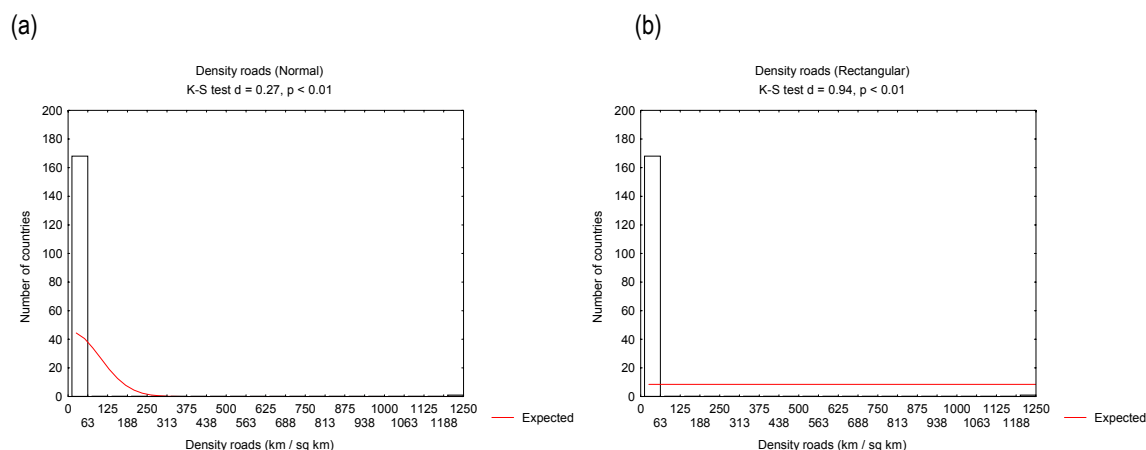 (a)
Density roads (Normal)
K-S test d = 0.27, p < 0.01
Number of countries
200
180
160
140
120
100
80
60
40
20
0
0 125 250 375 500 625 750 875 1000 1250
63 188 313 438 563 688 813 938 1063 1188
Density roads (km / sq km)
Expected
(b)
Density roads (Rectangular)
K-S test d = 0.94, p < 0.01
Number of countries
200
180
160
140
120
100
80
60
40
20
0
0 125 250 375 500 625 750 875 1000 1250
63 188 313 438 563 688 813 938 1063 1188
Density roads (km / sq km)
Expected